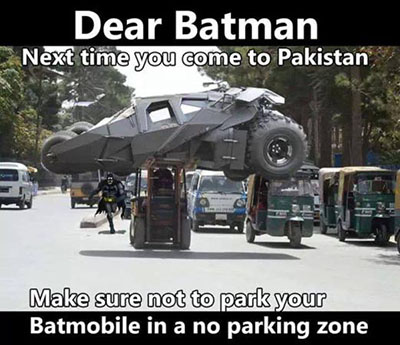 Dear Batman
Next time you come to Pakistan
Make sure not to park your
Batmobile in a no parking zone